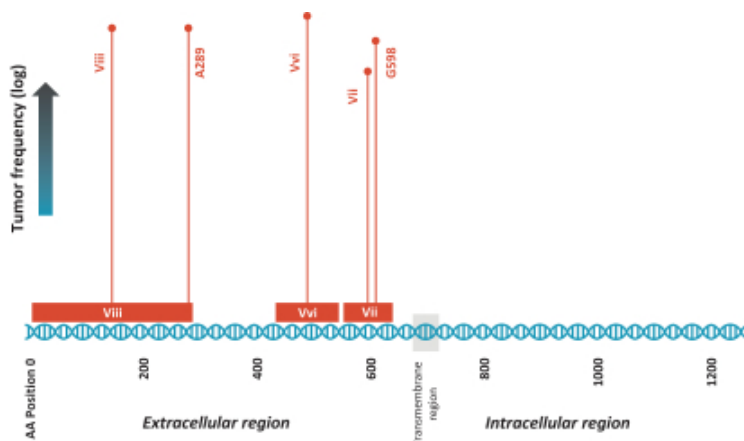 Tumor frequency (log)
Viii
A289
Vvi
Vii
G598
Viii
Vvi
Vii
AA Position 0
200
400
600
800
1000
1200
ransmembrane
region
Extracellular region
Intracellular region